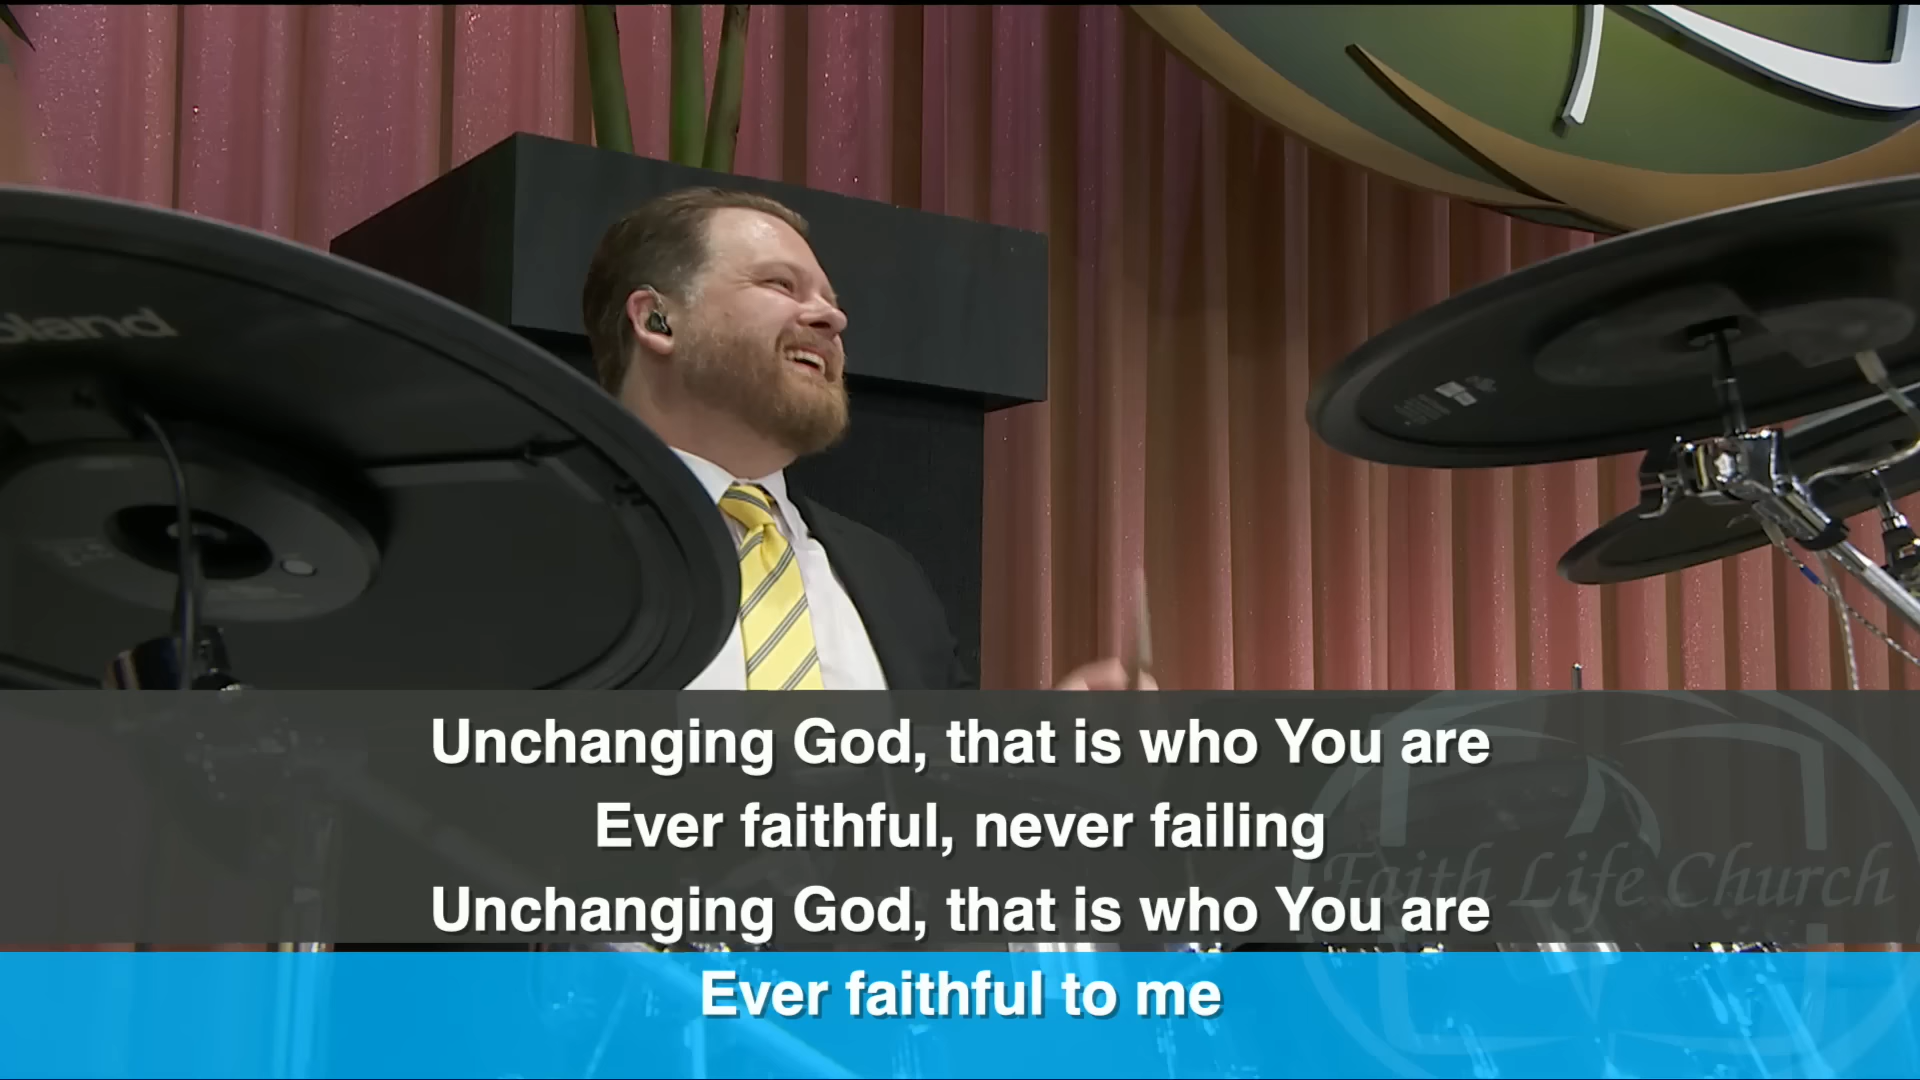 oland
Unchanging God, that is who You are
Ever faithful, never failing
Unchanging God, that is who You are
Ever faithful to me
Faith Life Church